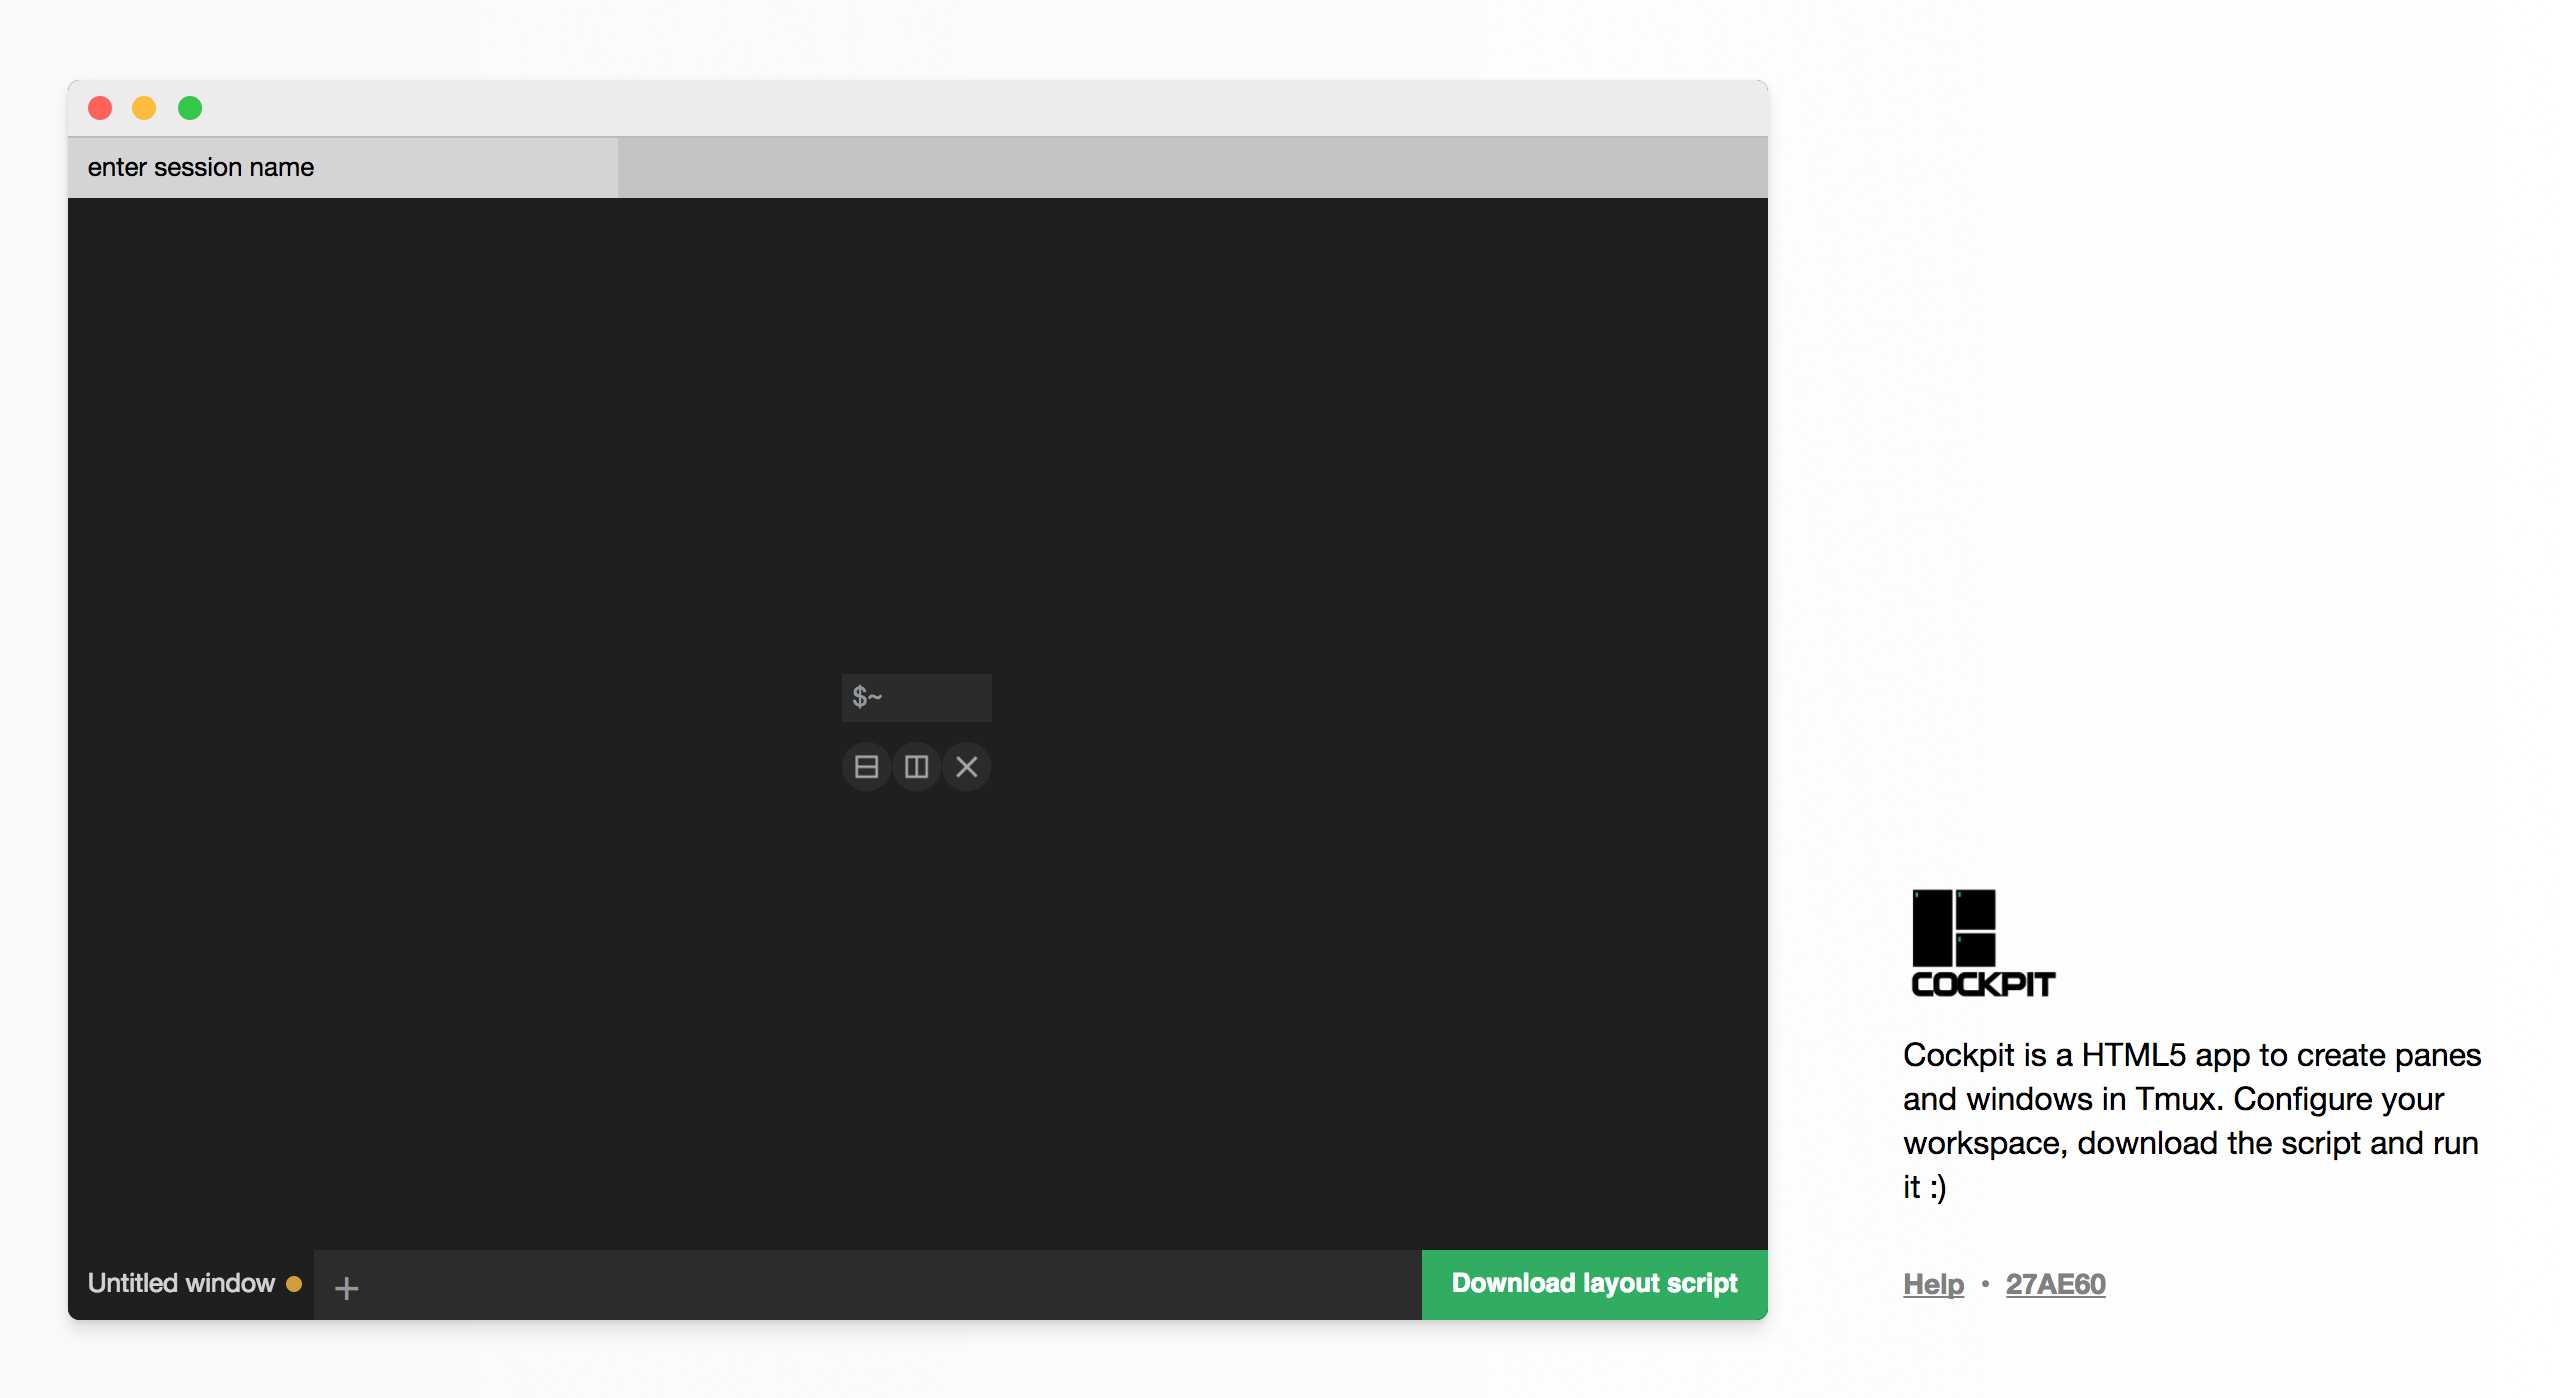 enter session name
$~
Untitled window
+
Download layout script
COCKPIT
Cockpit is a HTML5 app to create panes
and windows in Tmux. Configure your
workspace, download the script and run
it :)
Help • 27AE60